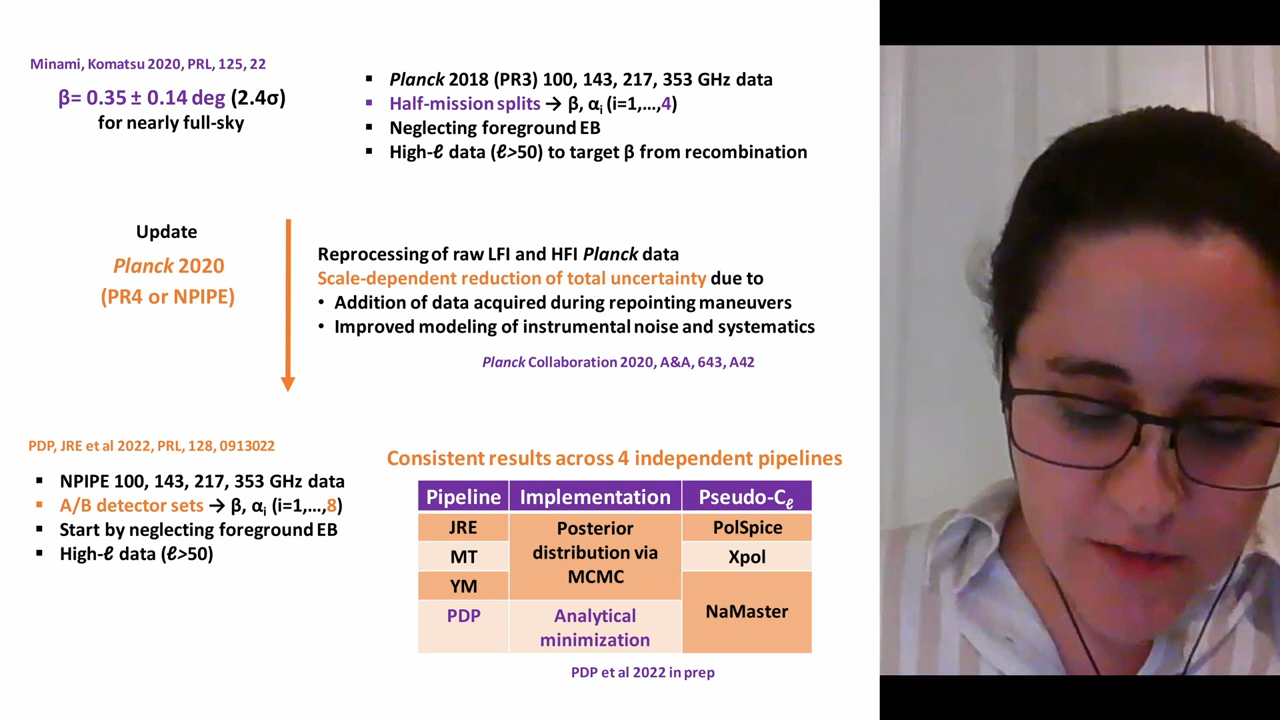 Minami, Komatsu 2020, PRL, 125, 22
β= 0.35 ± 0.14 deg (2.4σ)
for nearly full-sky
▪ Planck 2018 (PR3) 100, 143, 217, 353 GHz data
▪ Half-mission splits → β, αi (i=1,...,4)
▪ Neglecting foreground EB
▪ High-ℓ data (ℓ>50) to target β from recombination
Update
Planck 2020
(PR4 or NPIPE)
Reprocessing of raw LFI and HFI Planck data
Scale-dependent reduction of total uncertainty due to
• Addition of data acquired during repointing maneuvers
• Improved modeling of instrumental noise and systematics
Planck Collaboration 2020, A&A, 643, A42
PDP, JRE et al 2022, PRL, 128, 0913022
▪ NPIPE 100, 143, 217, 353 GHz data
▪ A/B detector sets → β, αi (i=1,...,8)
▪ Start by neglecting foreground EB
▪ High-ℓ data (ℓ>50)
Consistent results across 4 independent pipelines
Pipeline Implementation Pseudo-Cℓ
JRE
MT
YM
PDP
Posterior
distribution via
MCMC
Analytical
minimization
PolSpice
Xpol
NaMaster
PDP et al 2022 in prep